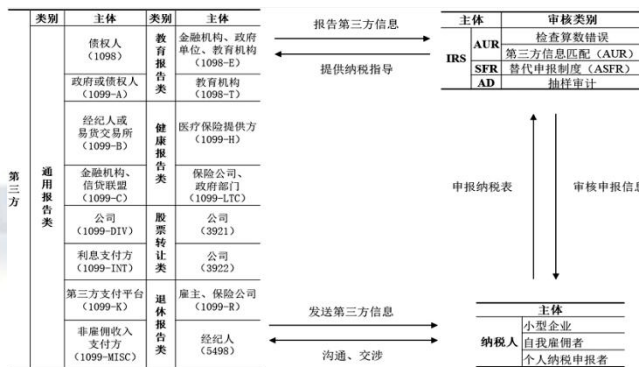 类别 主体 类别 主体
第三方
通用报告类
债权人
(1098)
政府或债权人
(1099-A)
经纪人或
易货交易所
(1099-B)
金融机构、
信贷联盟
(1099-C)
公司
(1099-DIV)
利息支付方
(1099-INT)
第三方支付平台
(1099-K)
非雇佣收入
支付方
(1099-MISC)
教育报告类
金融机构、政府
单位、教育机构
(1098-E)
教育机构
(1098-T)
健康报告类
医疗保险提供方
(1099-H)
保险公司、
政府部门
(1099-LTC)
股票转让类
公司
(3921)
公司
(3922)
退休报告类
雇主、保险公司
(1099-R)
经纪人
(5498)
报告第三方信息
提供纳税指导
主体 审核类别
IRS
AUR
检查算数错误
第三方信息匹配（AUR）
SFR 替代申报制度（ASFR）
AD 抽样审计
申报纳税表
审核申报信息
发送第三方信息
沟通、交涉
主体
纳税人
小型企业
自我雇佣者
个人纳税申报者